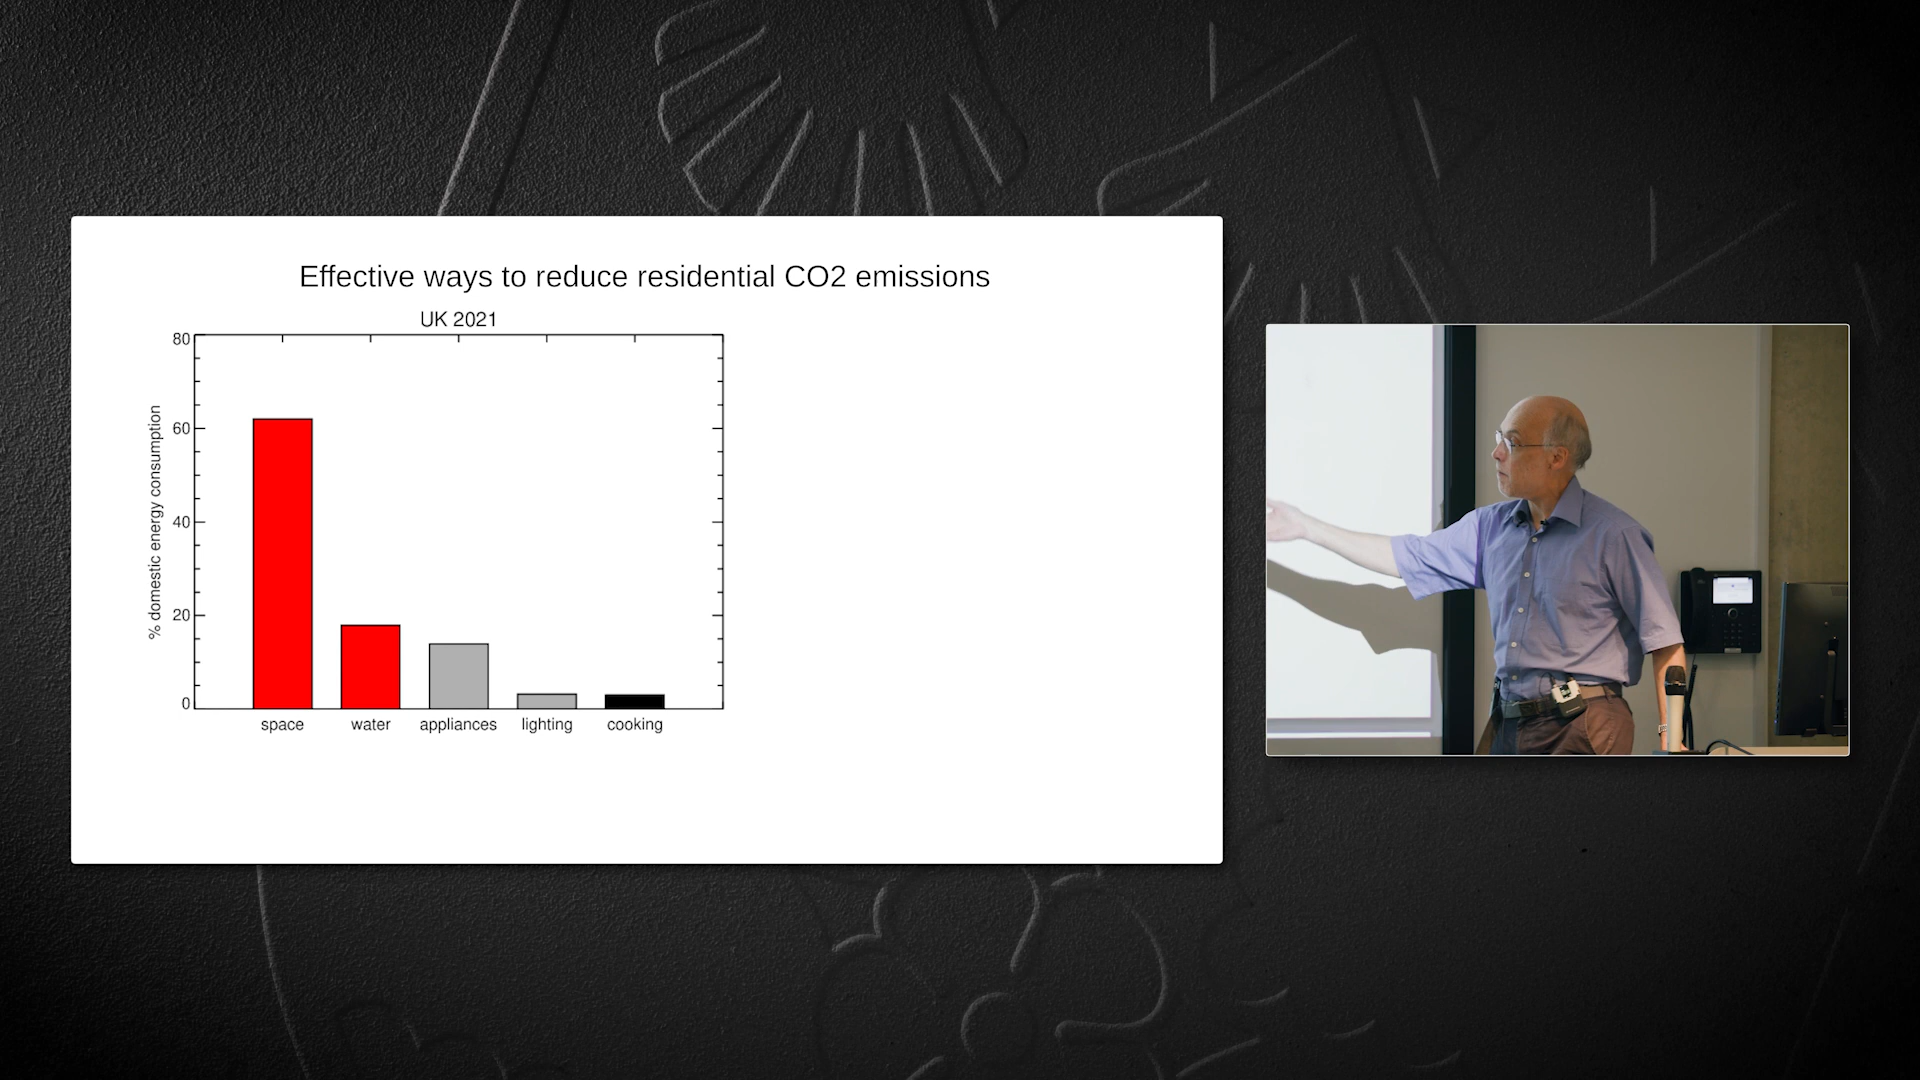 Effective ways to reduce residential CO2 emissions
UK 2021
80
60
40
20
0
% domestic energy consumption
space water appliances lighting cooking